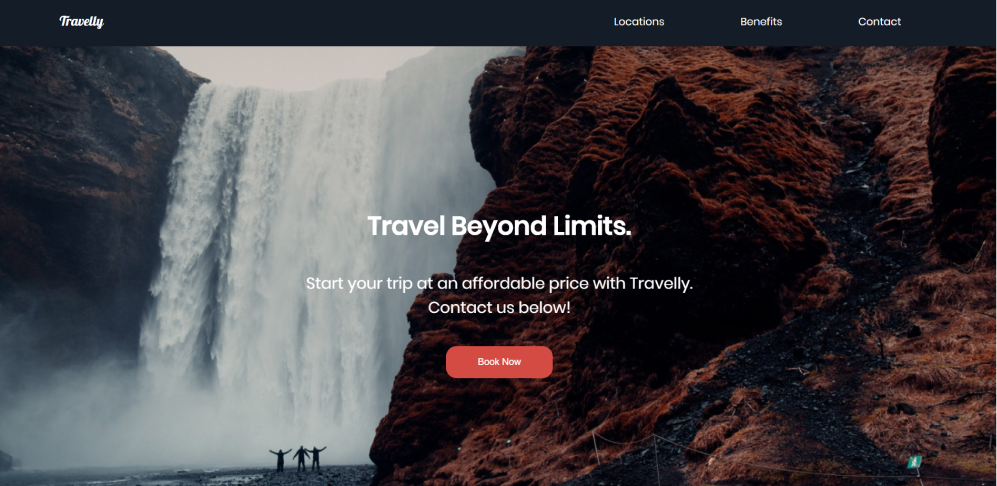 Travelly
Locations
Benefits
Contact
Travel Beyond Limits.
Start your trip at an affordable price with Travelly.
Contact us below!
Book Now